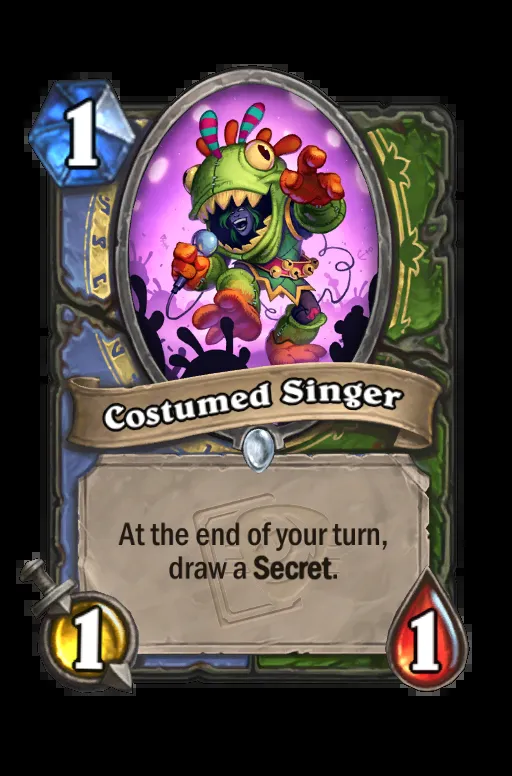 1
Costumed Singer
At the end of your turn,
draw a Secret.
1
1